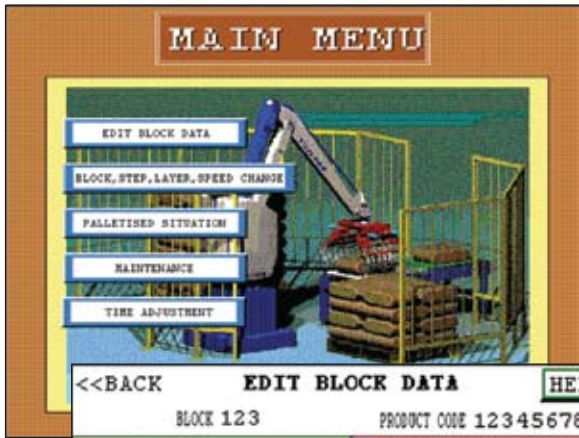 MAIN MENU
EDIT BLOCK DATA
BLOCK,STEP,LAYER,SPEED CHANGE
PALLETISED SITUATION
MAINTENANCE
TIME ADJUSTMENT
<<BACK EDIT BLOCK DATA
BLOCK 123 PRODUCT CODE 12345678